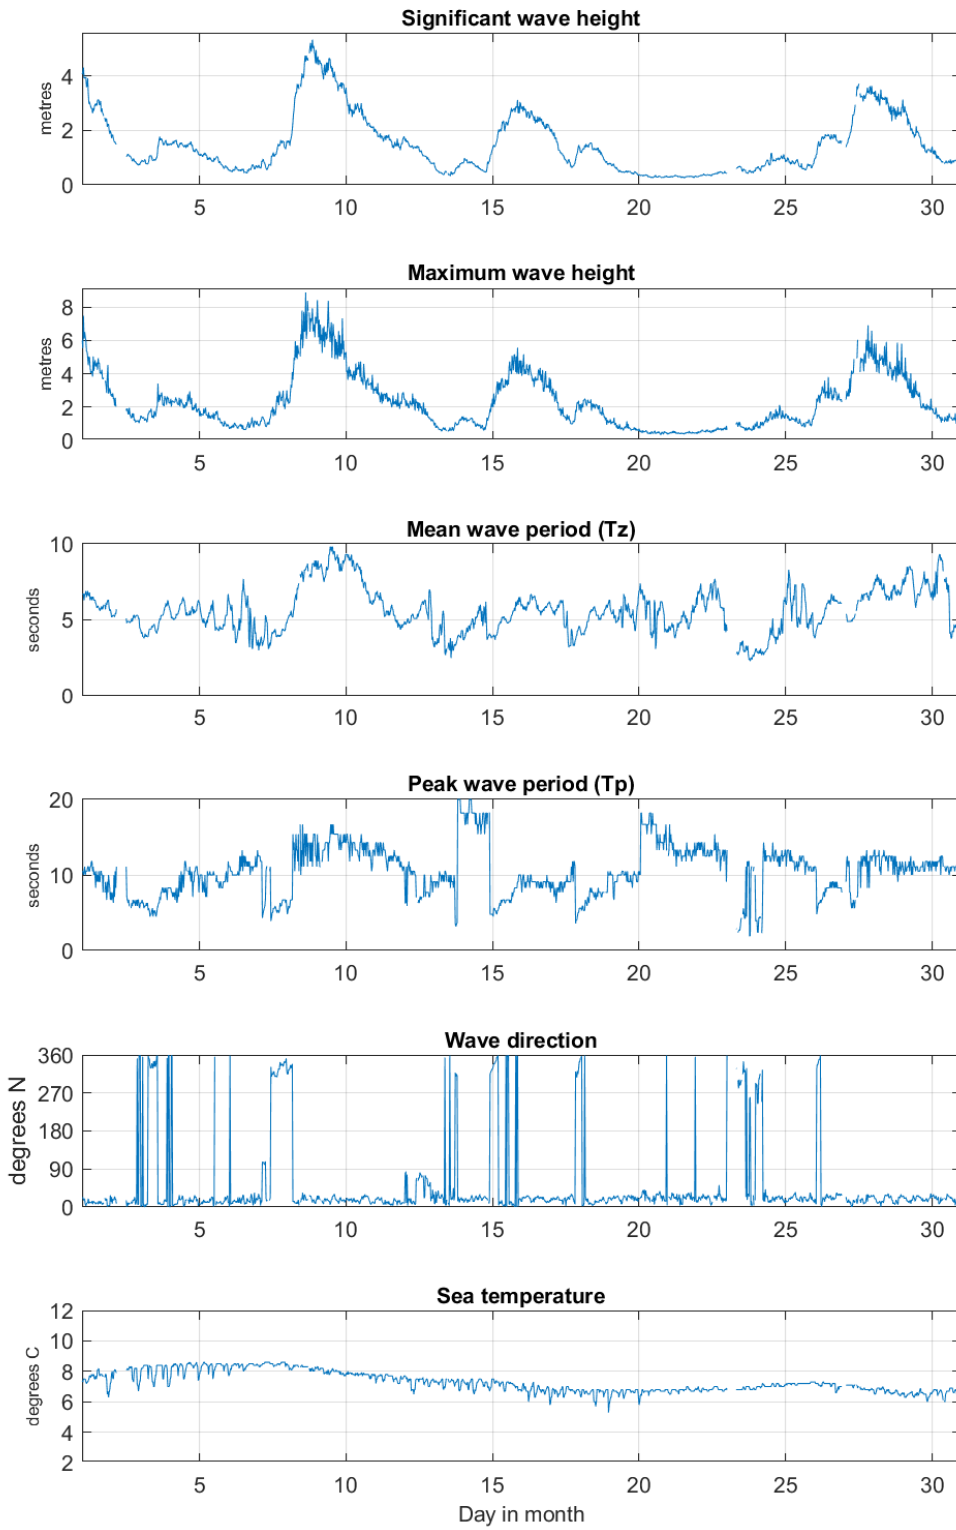 Significant wave height
metres
4
2
0
5 10 15 20 25 30
Maximum wave height
metres
8
6
4
2
0
5 10 15 20 25 30
Mean wave period (Tz)
seconds
10
5
0
5 10 15 20 25 30
Peak wave period (Tp)
seconds
20
10
0
5 10 15 20 25 30
Wave direction
degrees N
360
270
180
90
0
5 10 15 20 25 30
Sea temperature
degrees C
12
10
8
6
4
2
5 10 15 20 25 30
Day in month